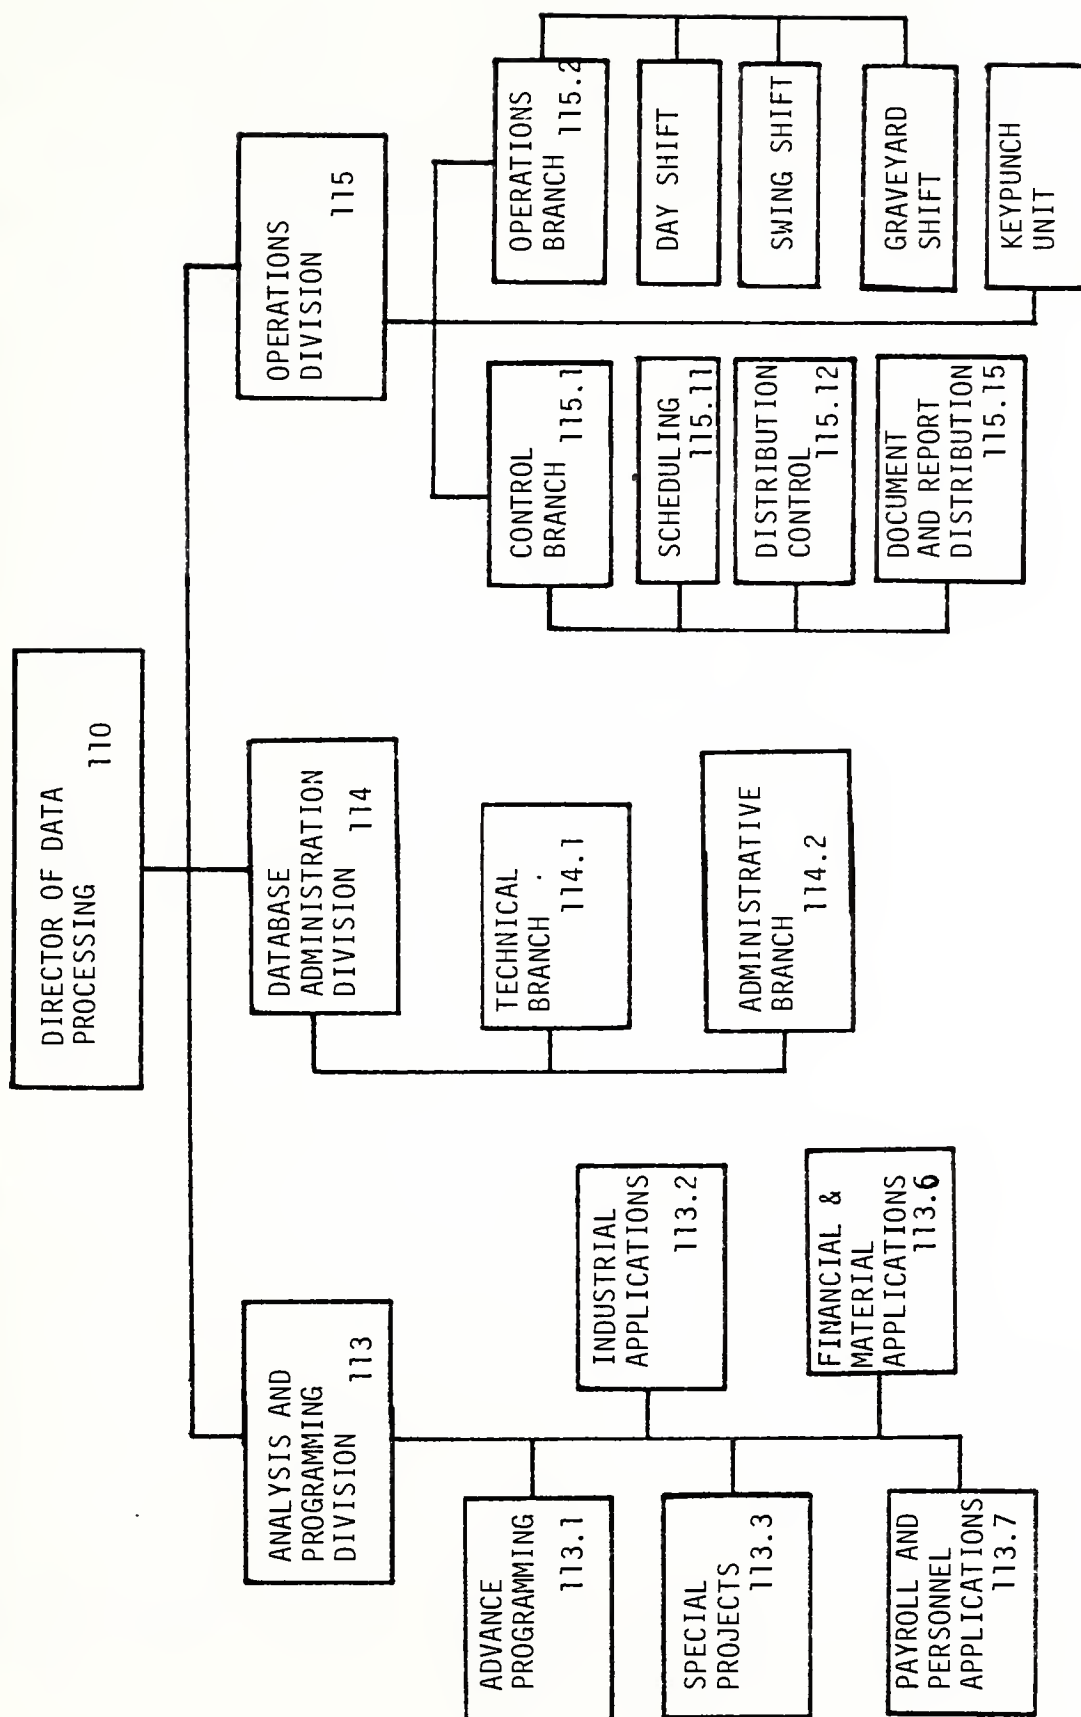 DIRECTOR OF DATA
PROCESSING
110
ANALYSIS AND
PROGRAMMING
DIVISION 113
ADVANCE
PROGRAMMING
113.1
INDUSTRIAL
APPLICATIONS
113.2
SPECIAL
PROJECTS
113.3
FINANCIAL &
MATERIAL
APPLICATIONS
113.6
PAYROLL AND
PERSONNEL
APPLICATIONS
113.7
DATABASE
ADMINISTRATION
DIVISION 114
TECHNICAL
BRANCH
114.1
ADMINISTRATIVE
BRANCH
114.2
OPERATIONS
DIVISION
115
CONTROL
BRANCH
115.1
SCHEDULING
115.11
DISTRIBUTION
CONTROL
115.12
DOCUMENT
AND REPORT
DISTRIBUTION
115.15
OPERATIONS
BRANCH
115.2
DAY SHIFT
SWING SHIFT
GRAVEYARD
SHIFT
KEYPUNCH
UNIT